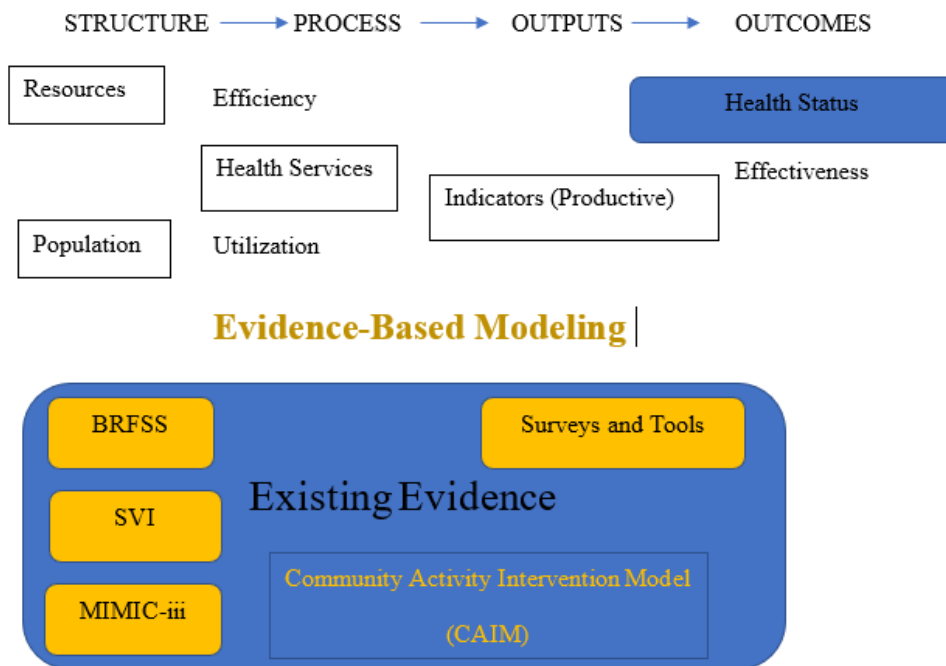 STRUCTURE PROCESS OUTPUTS OUTCOMES
Resources
Efficiency
Health Status
Health Services
Effectiveness
Indicators (Productive)
Population
Utilization
Evidence-Based Modeling
BRFSS
Surveys and Tools
Existing Evidence
SVI
Community Activity Intervention Model
(CAIM)
MIMIC-iii